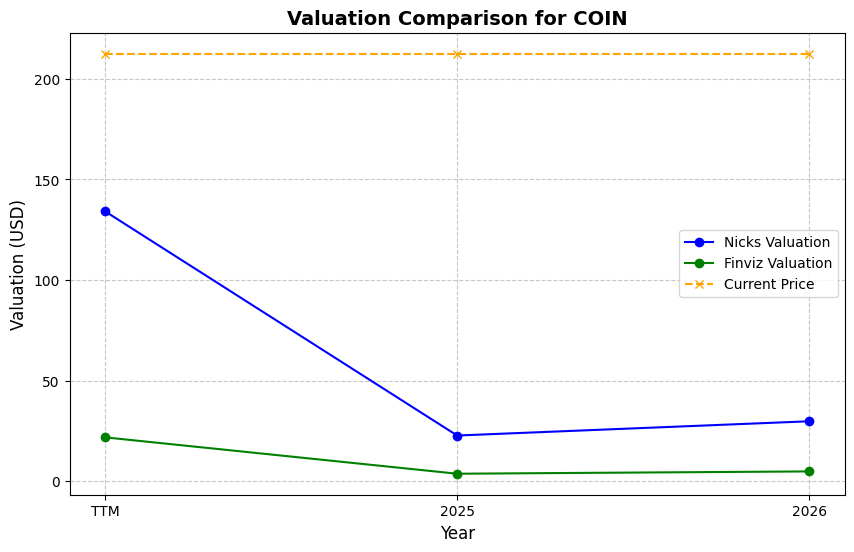 Valuation Comparison for COIN
Valuation (USD)
200
150
100
50
0
Nicks Valuation
Finviz Valuation
Current Price
TTM
2025
2026
Year